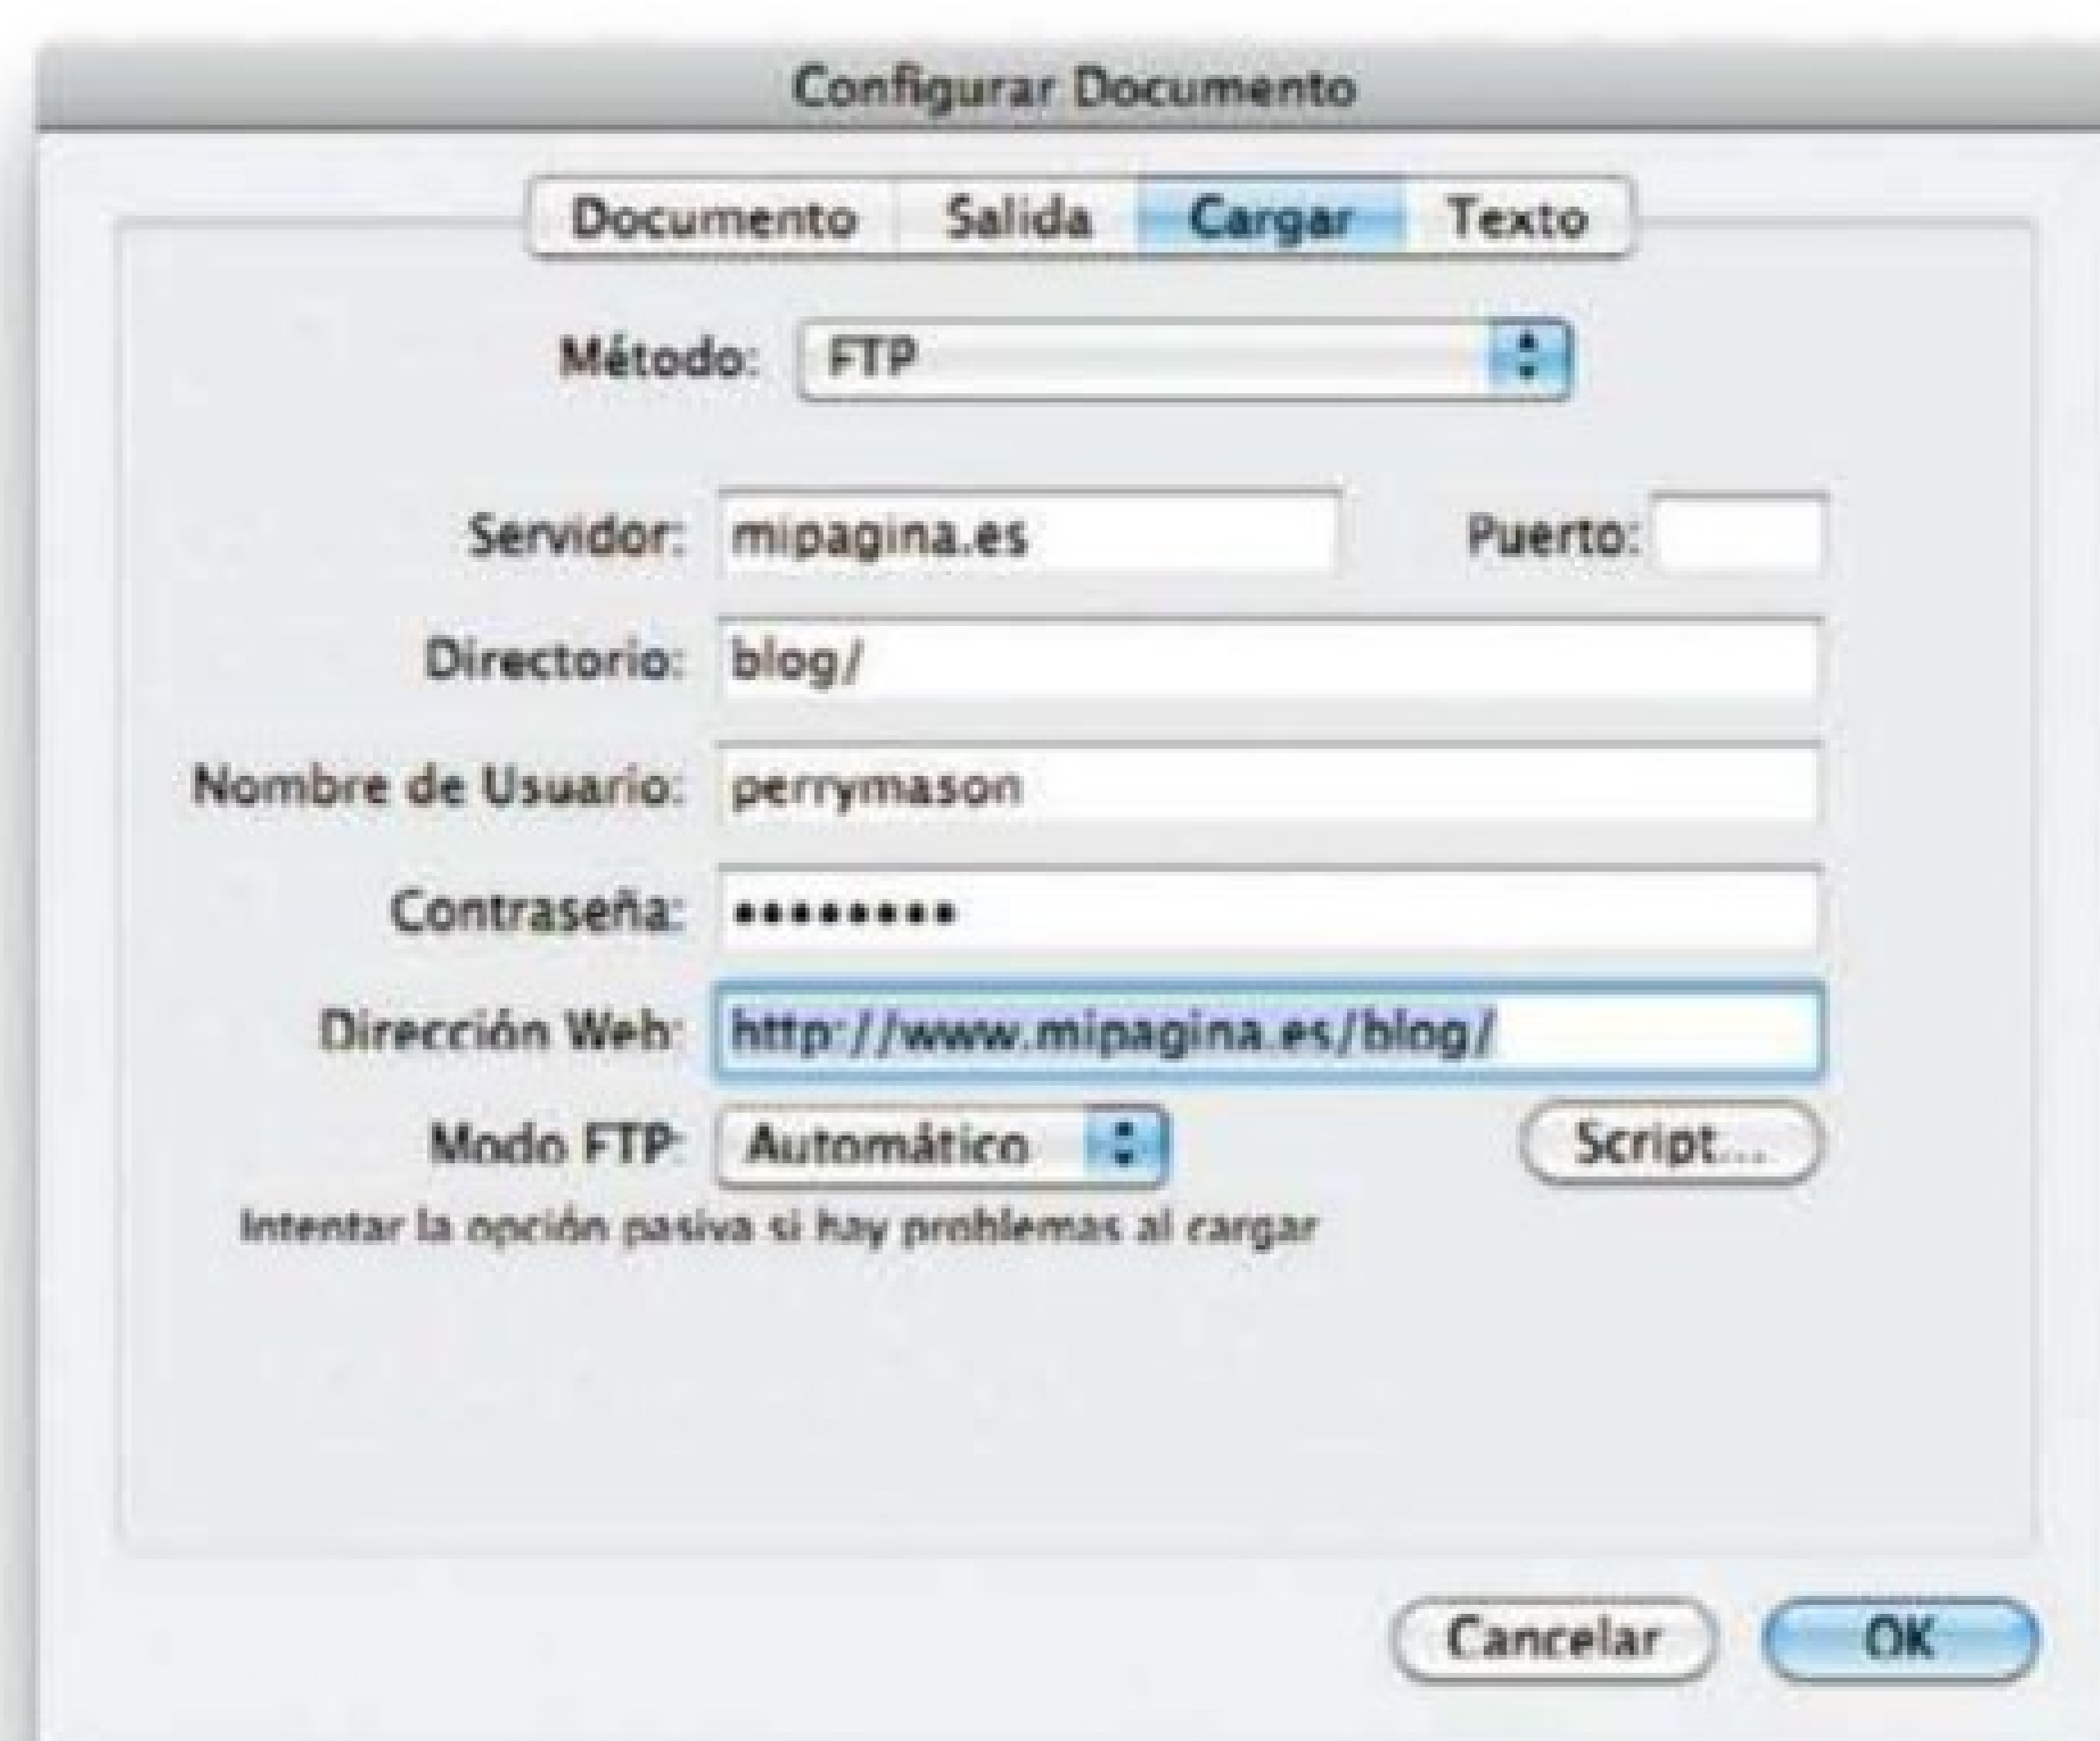 Configurar Documento
Documento Salida Cargar Texto
Método: FTP
Servidor: mipagina.es Puerto:
Directorio: blog/
Nombre de Usuario: perrymason
Contraseña: ••••••••
Dirección Web: http://www.mipagina.es/blog/
Modo FTP: Automático Script...
Intentar la opción pasiva si hay problemas al cargar
Cancelar OK